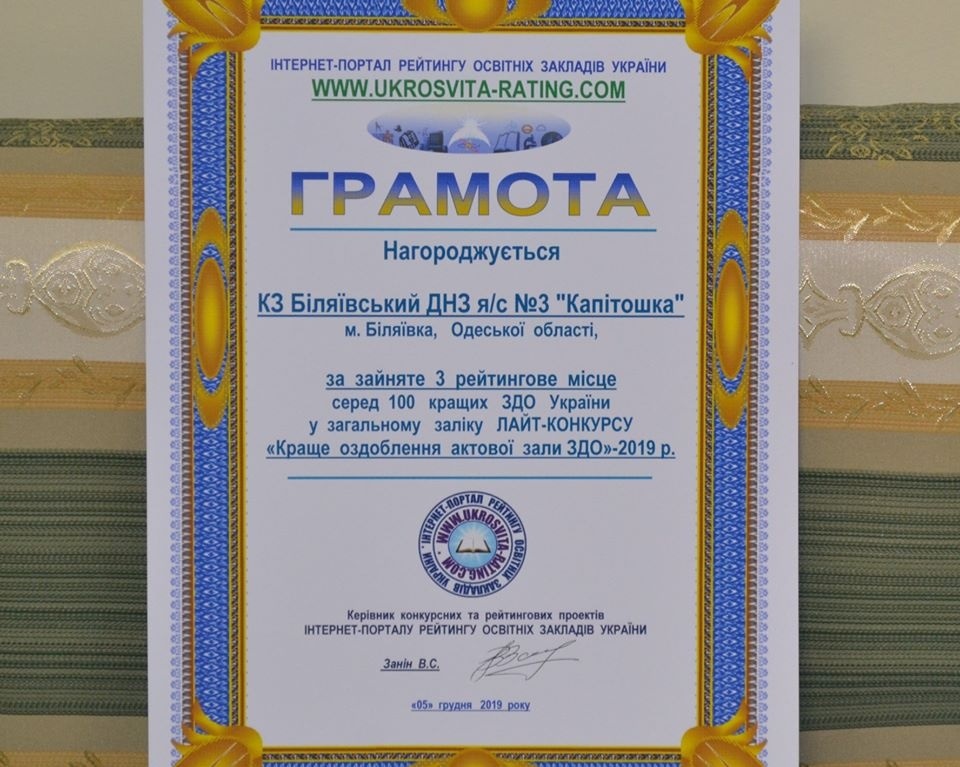 ІНТЕРНЕТ-ПОРТАЛ РЕЙТИНГУ ОСВІТНІХ ЗАКЛАДІВ УКРАЇНИ
WWW.UKROSVITA-RATING.COM
ГРАМОТА
Нагороджується
КЗ Біляївський ДНЗ я/с №3 "Капітошка"
м. Біляївка, Одеської області,
за зайняте 3 рейтингове місце
серед 100 кращих ЗДО України
у загальному заліку ЛАЙТ-КОНКУРСУ
«Краще оздоблення актової зали ЗДО»-2019 р.
ІНТЕРНЕТ-ПОРТАЛ РЕЙТИНГУ ОСВІТНІХ ЗАКЛАДІВ УКРАЇНИ
WWW.UKROSVITA-RATING.COM
Керівник конкурсних та рейтингових проектів
ІНТЕРНЕТ-ПОРТАЛУ РЕЙТИНГУ ОСВІТНІХ ЗАКЛАДІВ УКРАЇНИ
Занін В.С.
«05» грудня 2019 року